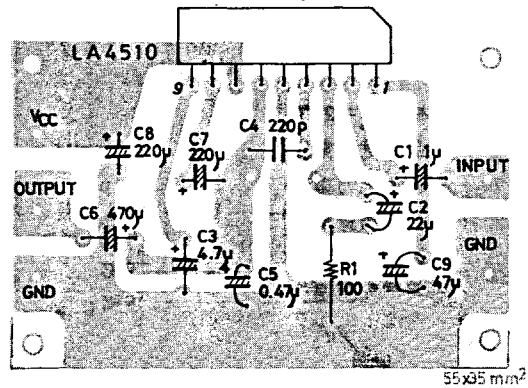 LA4510
9
1
VCC
C8
220µ
C7
220µ
C4 220p
C1 1µ
INPUT
OUTPUT
C6 470µ
C2
22µ
GND
C3
4.7µ
C5
0.47µ
R1
100
C9
47µ
GND
55x35 mm²